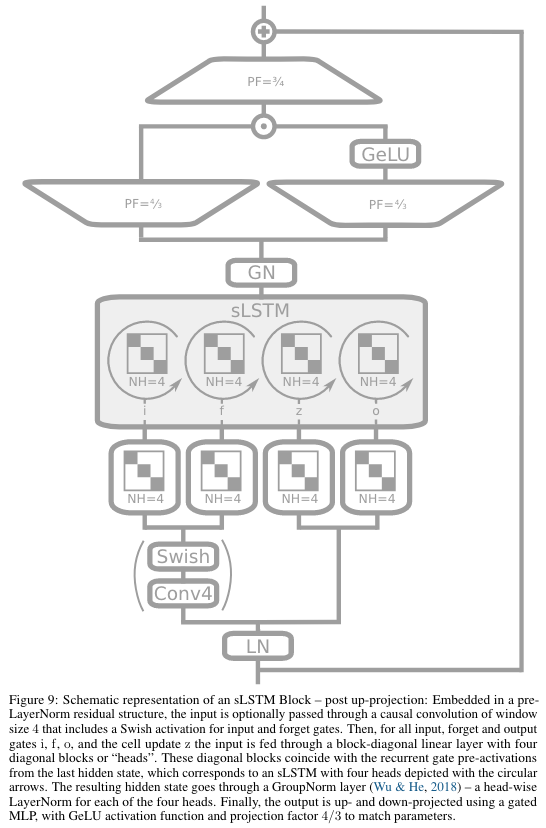 PF=¾
GeLU
PF=⁴⁄₃
PF=⁴⁄₃
GN
sLSTM
NH=4 NH=4 NH=4 NH=4
i f z o
NH=4 NH=4 NH=4 NH=4
Swish
Conv4
LN
Figure 9: Schematic representation of an sLSTM Block – post up-projection: Embedded in a pre-
LayerNorm residual structure, the input is optionally passed through a causal convolution of window
size 4 that includes a Swish activation for input and forget gates. Then, for all input, forget and output
gates i, f, o, and the cell update z the input is fed through a block-diagonal linear layer with four
diagonal blocks or “heads”. These diagonal blocks coincide with the recurrent gate pre-activations
from the last hidden state, which corresponds to an sLSTM with four heads depicted with the circular
arrows. The resulting hidden state goes through a GroupNorm layer (Wu & He, 2018) – a head-wise
LayerNorm for each of the four heads. Finally, the output is up- and down-projected using a gated
MLP, with GeLU activation function and projection factor 4/3 to match parameters.